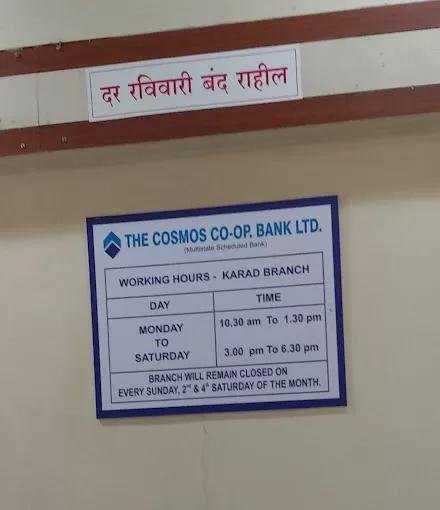 दर रविवारी बंद राहील
THE COSMOS CO-OP. BANK LTD.
(Multistate Scheduled Bank)
WORKING HOURS - KARAD BRANCH
DAY TIME
MONDAY
TO
SATURDAY
10.30 am To 1.30 pm
3.00 pm To 6.30 pm
BRANCH WILL REMAIN CLOSED ON
EVERY SUNDAY, 2nd & 4th SATURDAY OF THE MONTH.